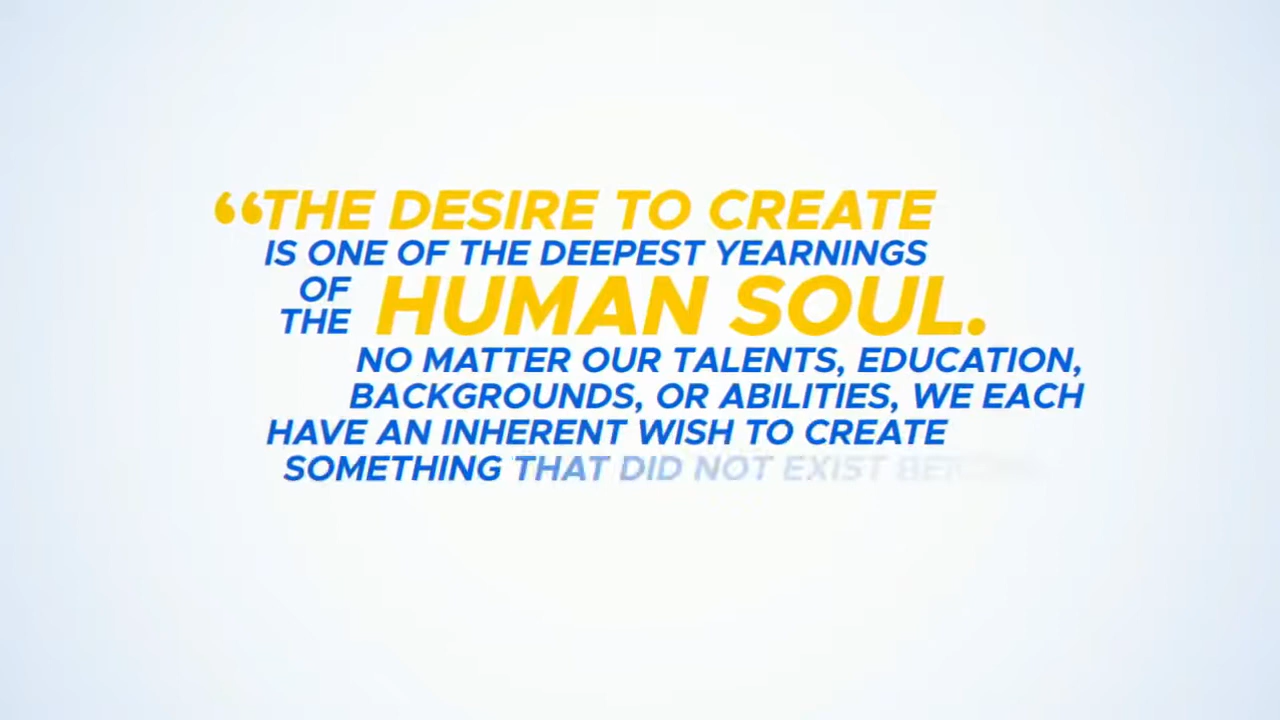 “THE DESIRE TO CREATE
IS ONE OF THE DEEPEST YEARNINGS
OF
THE HUMAN SOUL.
NO MATTER OUR TALENTS, EDUCATION,
BACKGROUNDS, OR ABILITIES, WE EACH
HAVE AN INHERENT WISH TO CREATE
SOMETHING THAT DID NOT EXIST